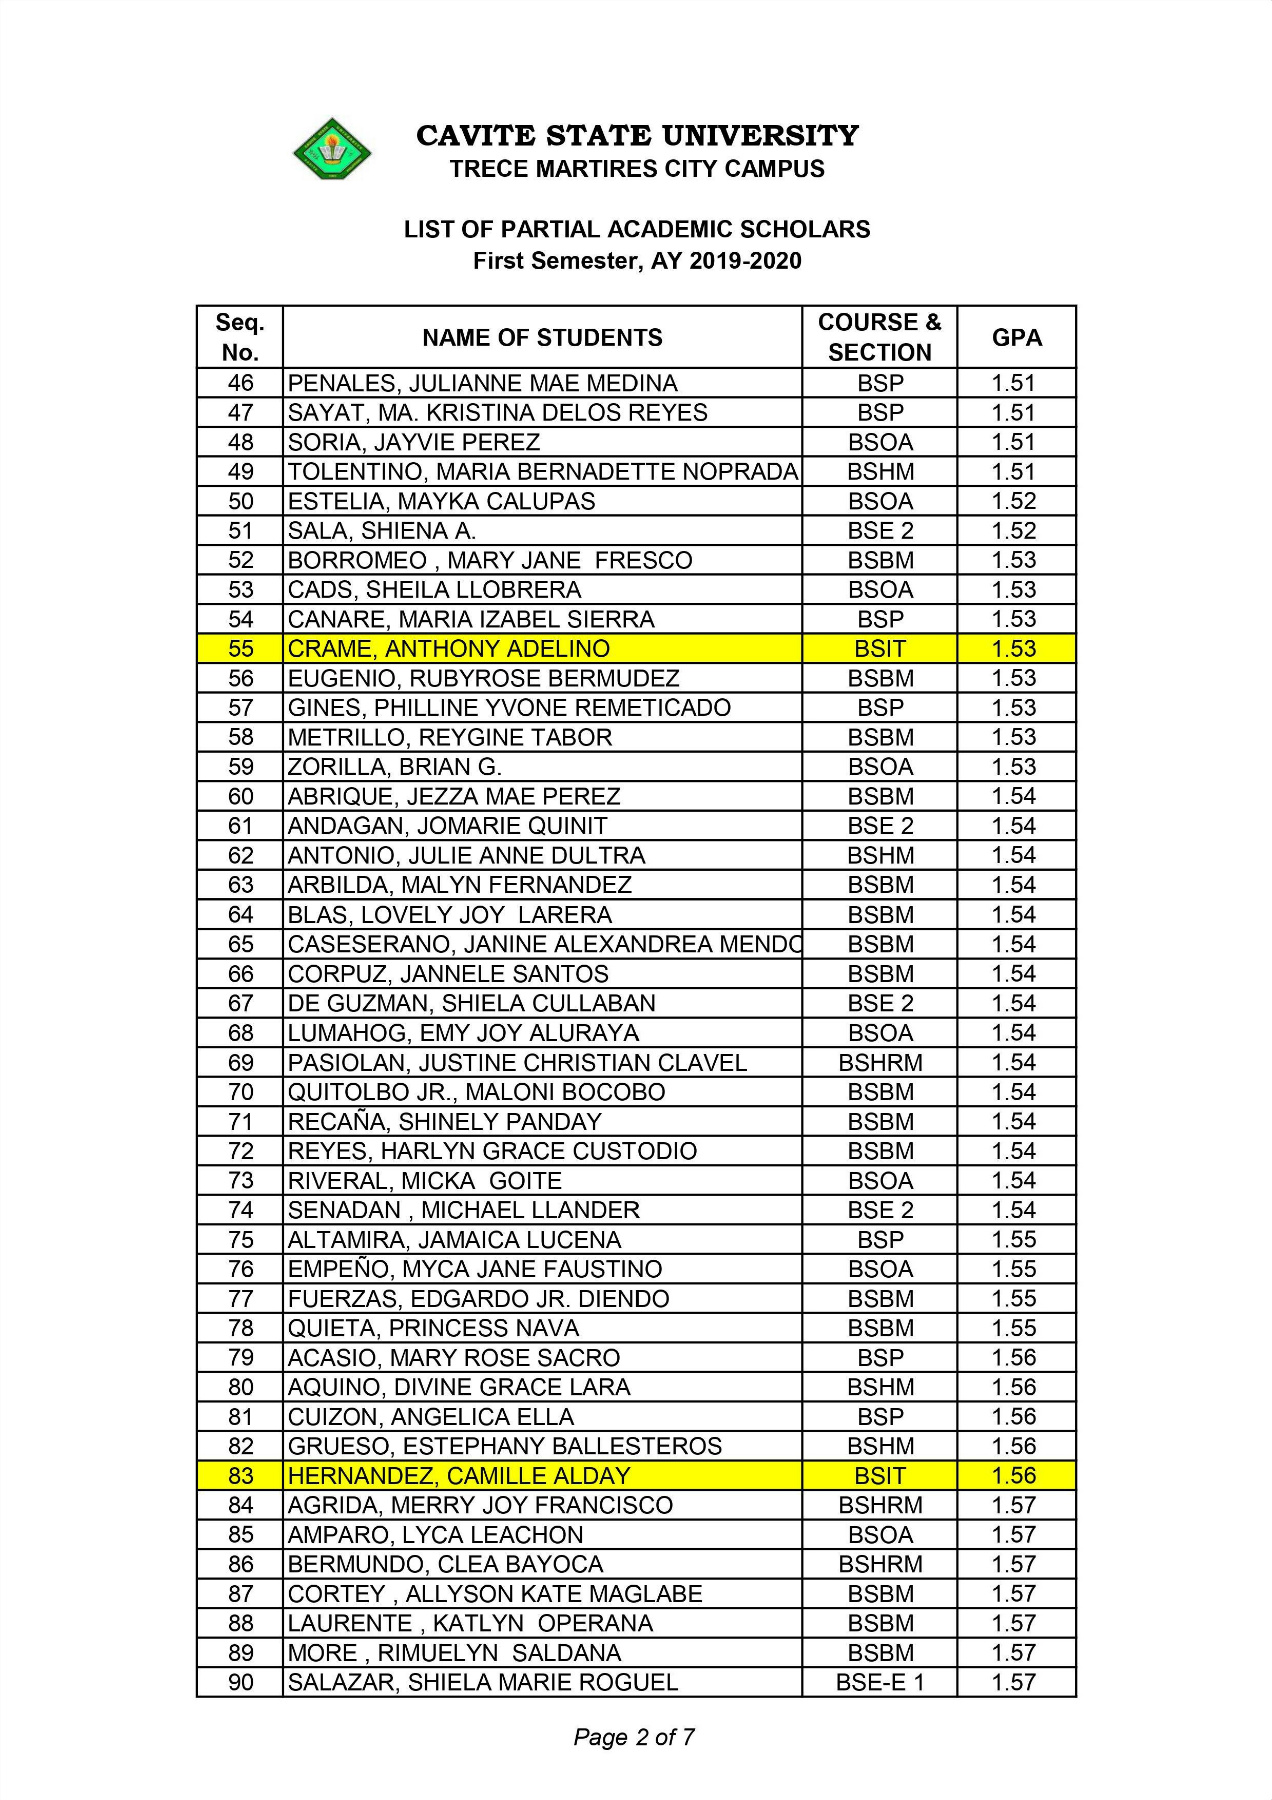 CAVITE STATE UNIVERSITY
TRECE MARTIRES CITY CAMPUS
LIST OF PARTIAL ACADEMIC SCHOLARS
First Semester, AY 2019-2020
Seq. No. NAME OF STUDENTS COURSE & SECTION GPA
46 PENALES, JULIANNE MAE MEDINA BSP 1.51
47 SAYAT, MA. KRISTINA DELOS REYES BSP 1.51
48 SORIA, JAYVIE PEREZ BSOA 1.51
49 TOLENTINO, MARIA BERNADETTE NOPRADA BSHM 1.51
50 ESTELIA, MAYKA CALUPAS BSOA 1.52
51 SALA, SHIENA A. BSE 2 1.52
52 BORROMEO , MARY JANE FRESCO BSBM 1.53
53 CADS, SHEILA LLOBRERA BSOA 1.53
54 CANARE, MARIA IZABEL SIERRA BSP 1.53
55 CRAME, ANTHONY ADELINO BSIT 1.53
56 EUGENIO, RUBYROSE BERMUDEZ BSBM 1.53
57 GINES, PHILLINE YVONE REMETICADO BSP 1.53
58 METRILLO, REYGINE TABOR BSBM 1.53
59 ZORILLA, BRIAN G. BSOA 1.53
60 ABRIQUE, JEZZA MAE PEREZ BSBM 1.54
61 ANDAGAN, JOMARIE QUINIT BSE 2 1.54
62 ANTONIO, JULIE ANNE DULTRA BSHM 1.54
63 ARBILDA, MALYN FERNANDEZ BSBM 1.54
64 BLAS, LOVELY JOY LARERA BSBM 1.54
65 CASESERANO, JANINE ALEXANDREA MENDO BSBM 1.54
66 CORPUZ, JANNELE SANTOS BSBM 1.54
67 DE GUZMAN, SHIELA CULLABAN BSE 2 1.54
68 LUMAHOG, EMY JOY ALURAYA BSOA 1.54
69 PASIOLAN, JUSTINE CHRISTIAN CLAVEL BSHRM 1.54
70 QUITOLBO JR., MALONI BOCOBO BSBM 1.54
71 RECAÑA, SHINELY PANDAY BSBM 1.54
72 REYES, HARLYN GRACE CUSTODIO BSBM 1.54
73 RIVERAL, MICKA GOITE BSOA 1.54
74 SENADAN , MICHAEL LLANDER BSE 2 1.54
75 ALTAMIRA, JAMAICA LUCENA BSP 1.55
76 EMPEÑO, MYCA JANE FAUSTINO BSOA 1.55
77 FUERZAS, EDGARDO JR. DIENDO BSBM 1.55
78 QUIETA, PRINCESS NAVA BSBM 1.55
79 ACASIO, MARY ROSE SACRO BSP 1.56
80 AQUINO, DIVINE GRACE LARA BSHM 1.56
81 CUIZON, ANGELICA ELLA BSP 1.56
82 GRUESO, ESTEPHANY BALLESTEROS BSHM 1.56
83 HERNANDEZ, CAMILLE ALDAY BSIT 1.56
84 AGRIDA, MERRY JOY FRANCISCO BSHRM 1.57
85 AMPARO, LYCA LEACHON BSOA 1.57
86 BERMUNDO, CLEA BAYOCA BSHRM 1.57
87 CORTEY , ALLYSON KATE MAGLABE BSBM 1.57
88 LAURENTE , KATLYN OPERANA BSBM 1.57
89 MORE , RIMUELYN SALDANA BSBM 1.57
90 SALAZAR, SHIELA MARIE ROGUEL BSE-E 1 1.57
Page 2 of 7